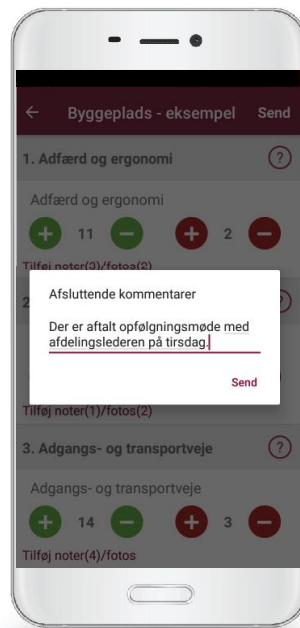 Byggeplads - eksempel Send
1. Adfærd og ergonomi ?
Adfærd og ergonomi
11 2
Tilføj noter(3)/fotos(2)
Afsluttende kommentarer
Der er aftalt opfølgningsmøde med
afdelingslederen på tirsdag.
Send
2
Tilføj noter(1)/fotos(2)
3. Adgangs- og transportveje ?
Adgangs- og transportveje
14 3
Tilføj noter(4)/fotos